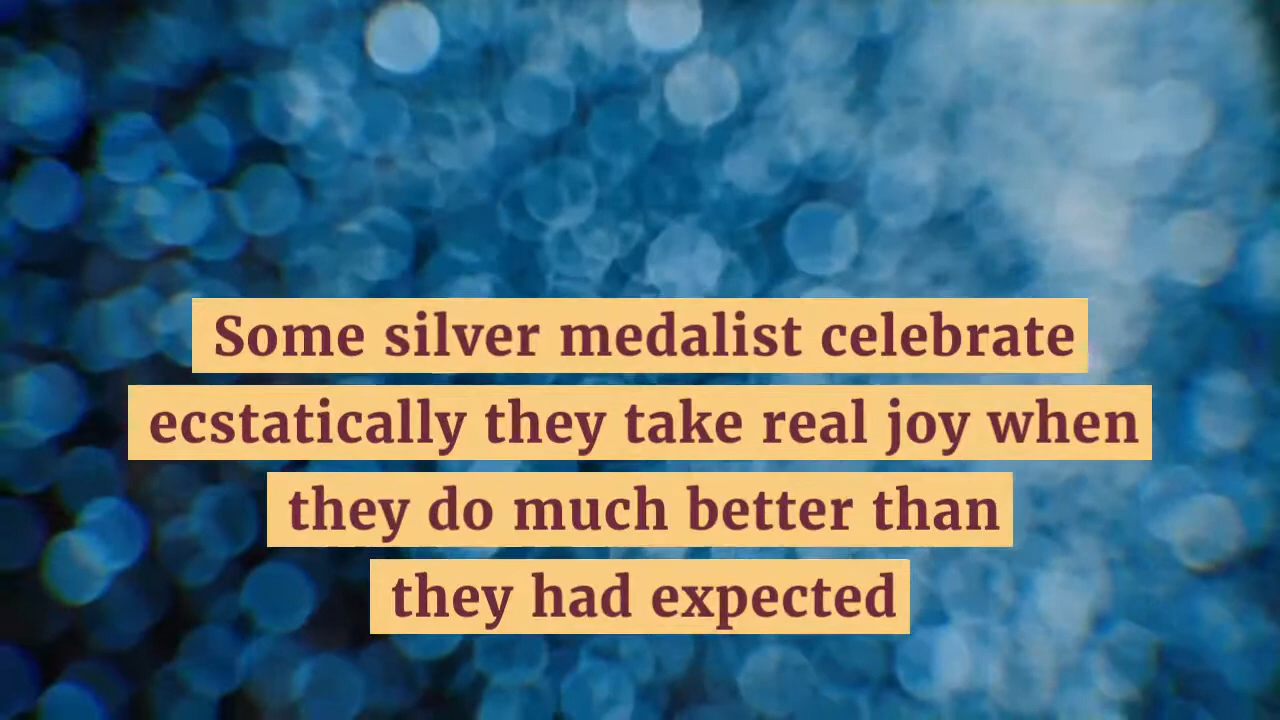 Some silver medalist celebrate
ecstatically they take real joy when
they do much better than
they had expected